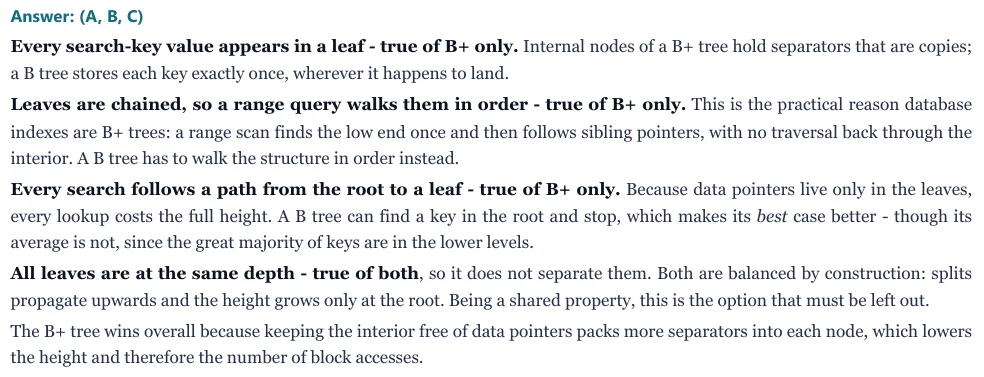 Answer: (A, B, C)
Every search-key value appears in a leaf - true of B+ only. Internal nodes of a B+ tree hold separators that are copies;
a B tree stores each key exactly once, wherever it happens to land.
Leaves are chained, so a range query walks them in order - true of B+ only. This is the practical reason database
indexes are B+ trees: a range scan finds the low end once and then follows sibling pointers, with no traversal back through the
interior. A B tree has to walk the structure in order instead.
Every search follows a path from the root to a leaf - true of B+ only. Because data pointers live only in the leaves,
every lookup costs the full height. A B tree can find a key in the root and stop, which makes its best case better - though its
average is not, since the great majority of keys are in the lower levels.
All leaves are at the same depth - true of both, so it does not separate them. Both are balanced by construction: splits
propagate upwards and the height grows only at the root. Being a shared property, this is the option that must be left out.
The B+ tree wins overall because keeping the interior free of data pointers packs more separators into each node, which lowers
the height and therefore the number of block accesses.